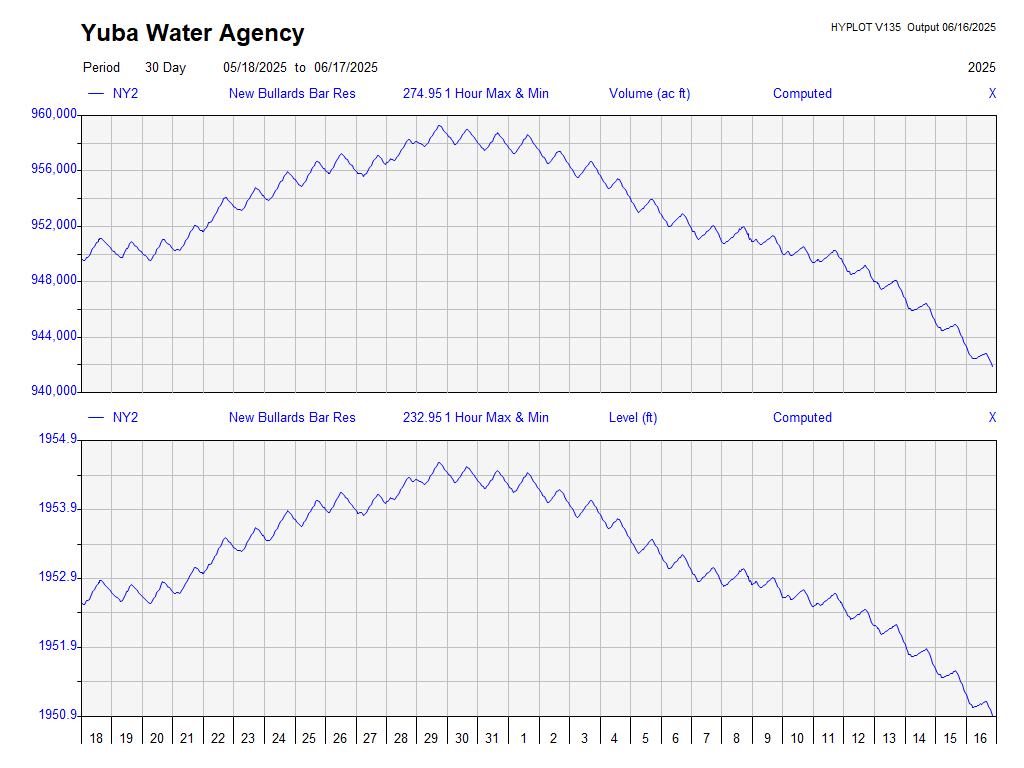 Yuba Water Agency
HYPLOT V135 Output 06/16/2025
Period 30 Day 05/18/2025 to 06/17/2025 2025
NY2 New Bullards Bar Res 274.95 1 Hour Max & Min Volume (ac ft) Computed X
960,000
956,000
952,000
948,000
944,000
940,000
NY2 New Bullards Bar Res 232.95 1 Hour Max & Min Level (ft) Computed X
1954.9
1953.9
1952.9
1951.9
1950.9
18 19 20 21 22 23 24 25 26 27 28 29 30 31 1 2 3 4 5 6 7 8 9 10 11 12 13 14 15 16